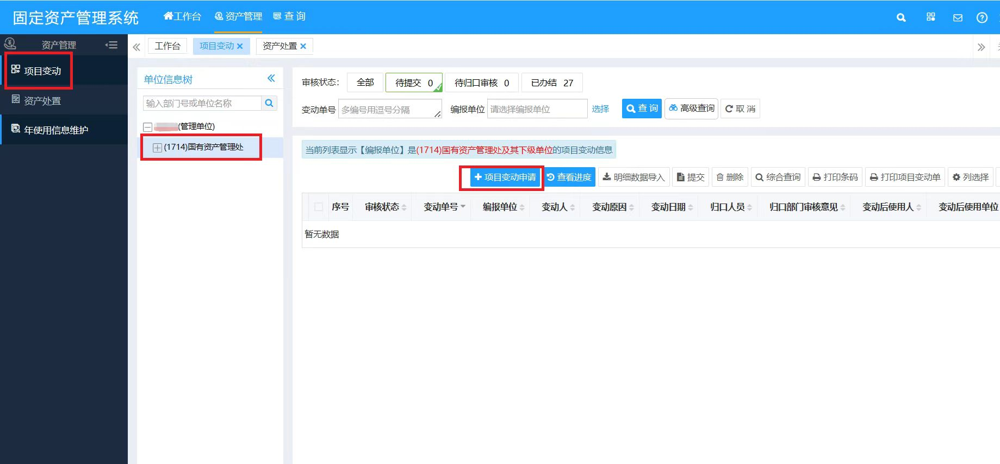 固定资产管理系统
工作台 资产管理 查 询
资产管理
项目变动
资产处置
年使用信息维护
工作台 项目变动 资产处置
单位信息树
输入部门号或单位名称
(管理单位)
(1714)国有资产管理处
审核状态: 全部 待提交 0 待归口审核 0 已办结 27
变动单号 多编号用逗号分隔 编报单位 请选择编报单位 选择 查 询 高级查询 取 消
当前列表显示【编报单位】是(1714)国有资产管理处及其下级单位的项目变动信息
项目变动申请 查看进度 明细数据导入 提交 删除 综合查询 打印条码 打印项目变动单 列选择
序号 审核状态 变动单号 编报单位 变动人 变动原因 变动日期 归口人员 归口部门审核意见 变动后使用人 变动后使用单位
暂无数据